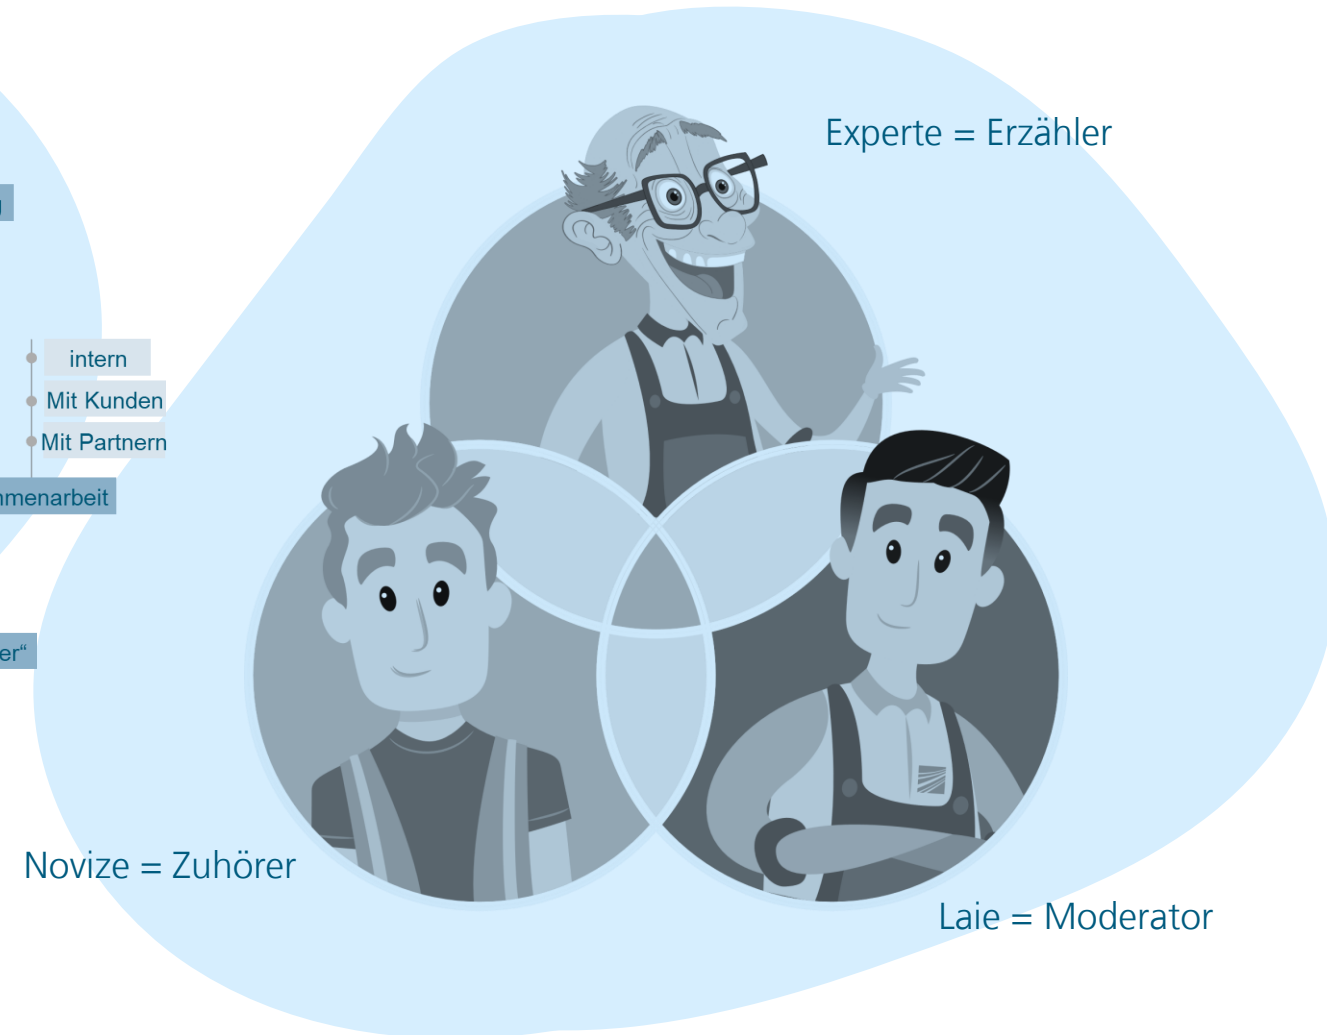 Experte = Erzähler
intern
Mit Kunden
Mit Partnern
Novize = Zuhörer
Laie = Moderator